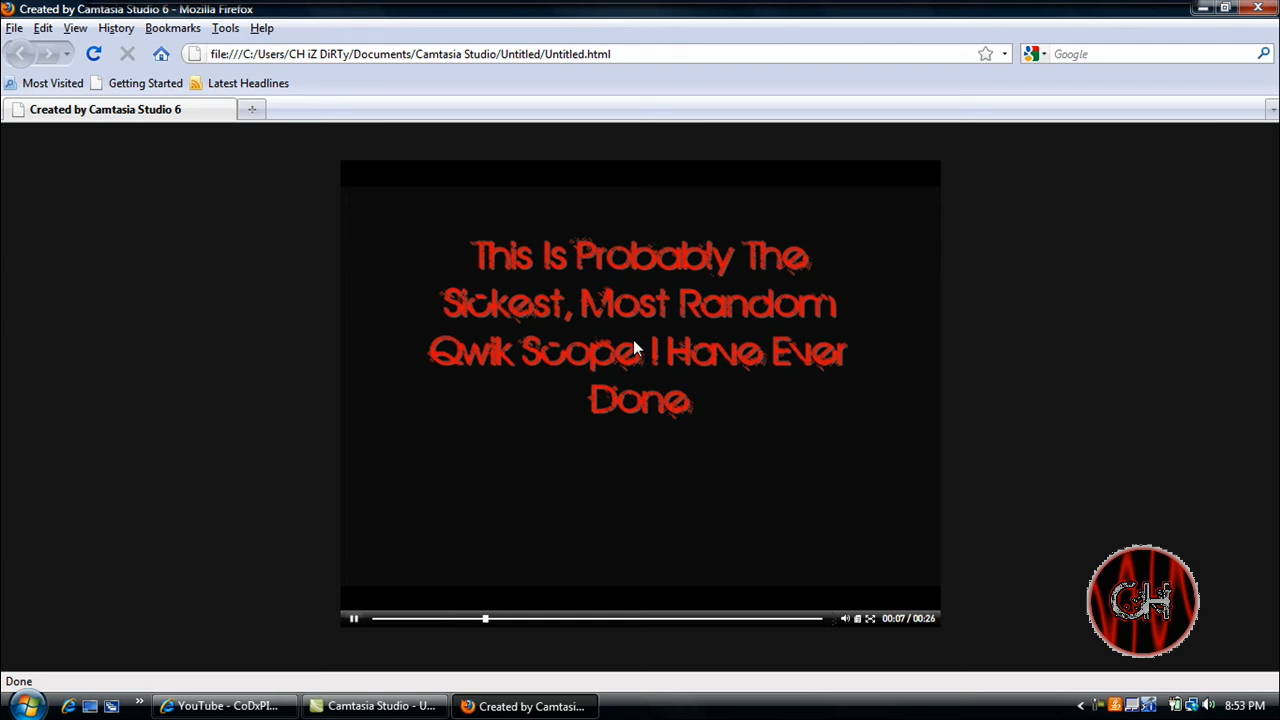 Created by Camtasia Studio 6 - Mozilla Firefox
File Edit View History Bookmarks Tools Help
file:///C:/Users/CH iZ DiRTy/Documents/Camtasia Studio/Untitled/Untitled.html
Google
Most Visited Getting Started Latest Headlines
Created by Camtasia Studio 6
This Is Probably The
Sickest, Most Random
Qwik Scope I Have Ever
Done
CH
00:07 / 00:26
Done
YouTube - CoDxPI... Camtasia Studio - U... Created by Camtasi... 8:53 PM